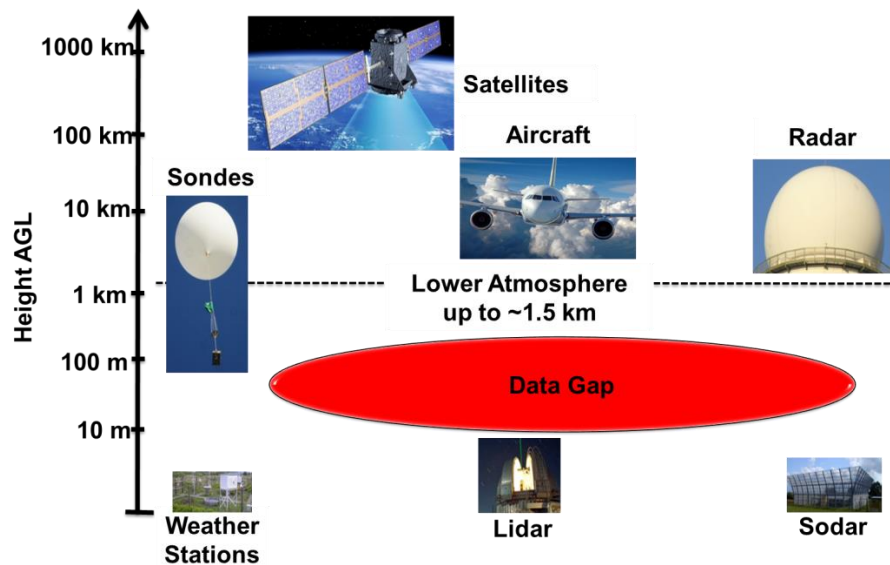 1000 km
Satellites
100 km
Aircraft
Radar
Sondes
10 km
Height AGL
Lower Atmosphere
up to ~1.5 km
1 km
100 m
Data Gap
10 m
Weather
Stations
Lidar
Sodar